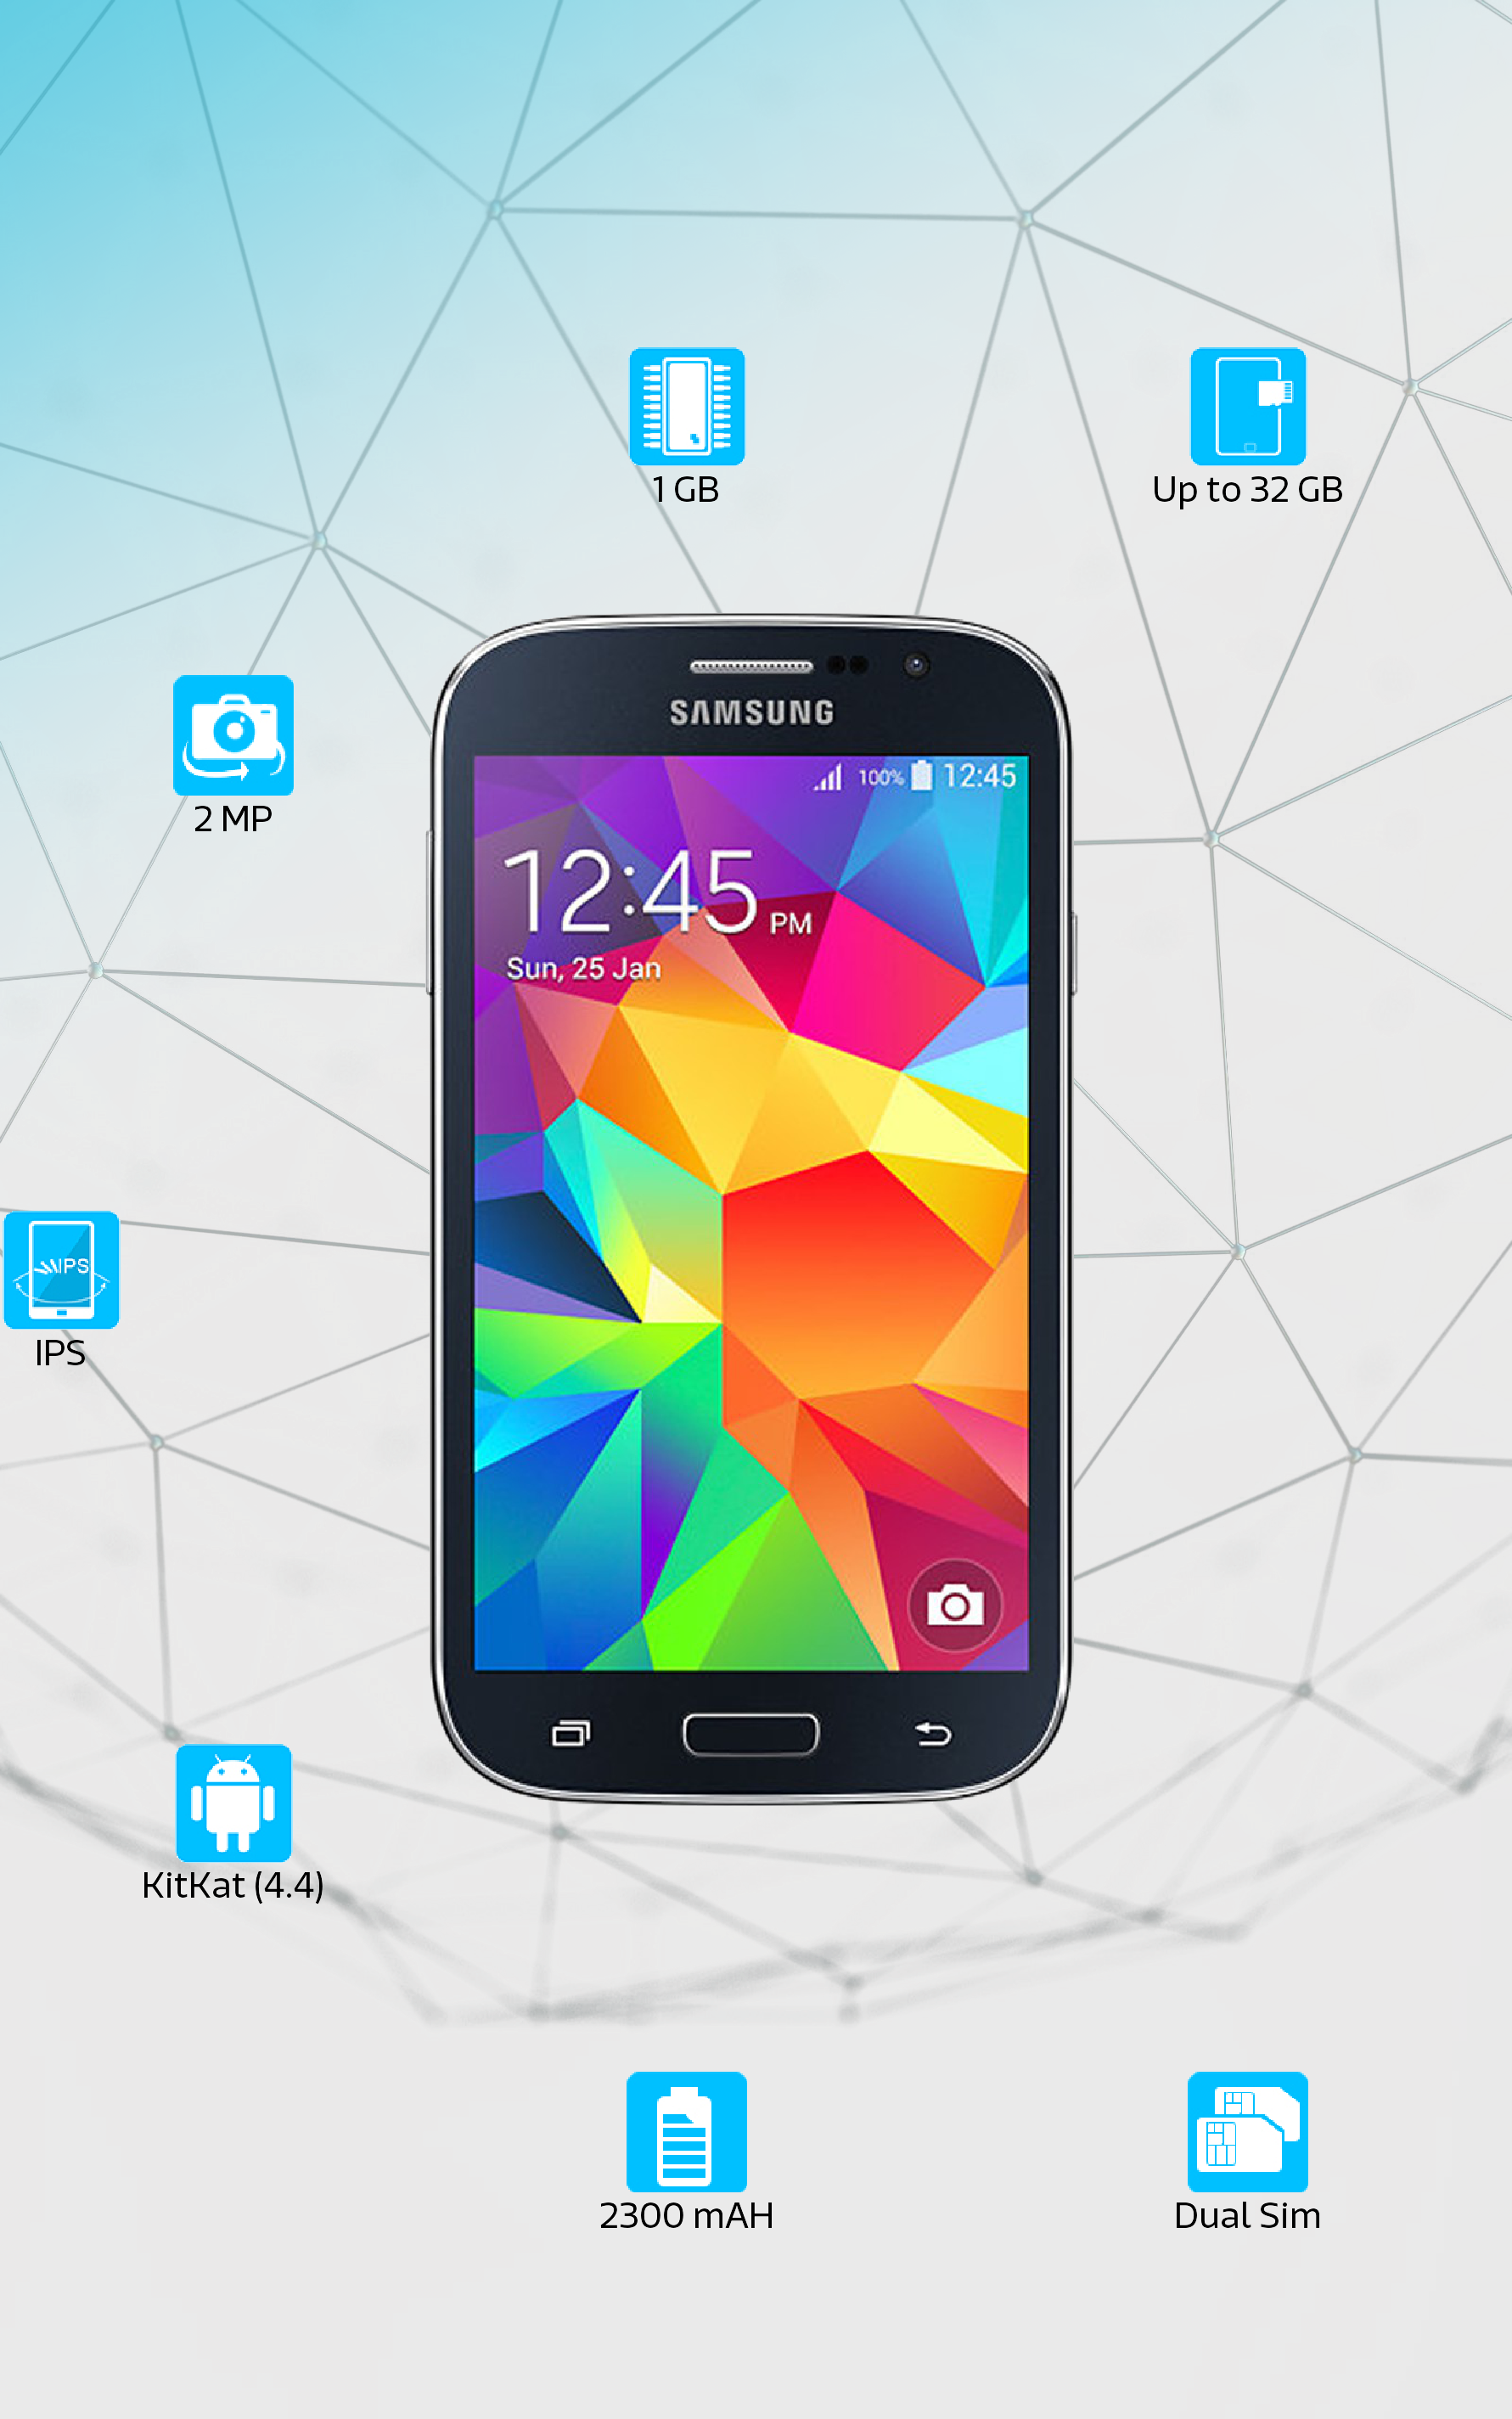 1 GB
Up to 32 GB
SAMSUNG
100% 12:45
2 MP
12:45 PM
Sun, 25 Jan
IPS
IPS
KitKat (4.4)
2300 mAH
Dual Sim